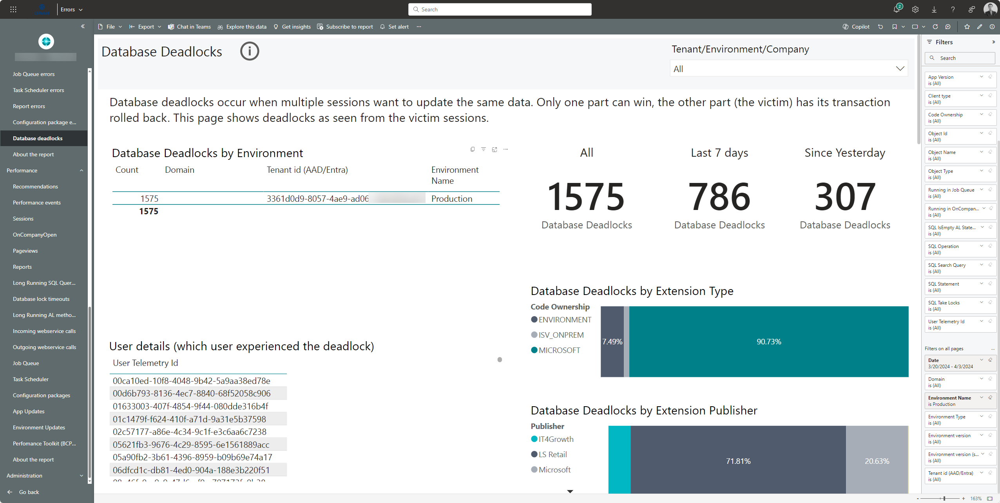 Errors
Search
2
File
Export
Chat in Teams
Explore this data
Get insights
Subscribe to report
Set alert
Copilot
Job Queue errors
Task Scheduler errors
Report errors
Configuration package e...
Database deadlocks
About the report
Performance
Recommendations
Performance events
Sessions
OnCompanyOpen
Pageviews
Reports
Long Running SQL Quer...
Database lock timeouts
Long Running AL metho...
Incoming webservice calls
Outgoing webservice calls
Job Queue
Task Scheduler
Configuration packages
App Updates
Environment Updates
Perfomance Toolkit (BCP...
About the report
Administration
Go back
Database Deadlocks
Tenant/Environment/Company
All
Database deadlocks occur when multiple sessions want to update the same data. Only one part can win, the other part (the victim) has its transaction
rolled back. This page shows deadlocks as seen from the victim sessions.
Database Deadlocks by Environment
Count Domain Tenant id (AAD/Entra) Environment
Name
1575 3361d0d9-8057-4ae9-ad06 Production
1575
All
1575
Database Deadlocks
Last 7 days
786
Database Deadlocks
Since Yesterday
307
Database Deadlocks
User details (which user experienced the deadlock)
User Telemetry Id
00ca10ed-10f8-4048-9b42-5a9aa38ed78e
00d6b793-8136-4ec7-8840-68f52058c906
01633003-407f-4854-9f44-080dde316b4f
01c1479f-f624-410f-a71d-9a31e5b37598
02c57177-a86e-4c34-9c1f-e3c6aa6c7238
05621fb3-9676-4c29-8595-6e1561889acc
05a90fb2-3b61-4396-8959-b09b69e74a17
06dfcd1c-db81-4ed0-904a-188e3b220f51
Database Deadlocks by Extension Type
Code Ownership
ENVIRONMENT
ISV_ONPREM
MICROSOFT
7.49%
90.73%
Database Deadlocks by Extension Publisher
Publisher
IT4Growth
LS Retail
Microsoft
71.81%
20.63%
Filters
Search
App Version
is (All)
Client type
is (All)
Code Ownership
is (All)
Object Id
is (All)
Object Name
is (All)
Object Type
is (All)
Running in Job Queue
is (All)
Running in OnCompan...
is (All)
SQL IsEmpty AL State...
is (All)
SQL Operation
is (All)
SQL Search Query
is (All)
SQL Statement
is (All)
SQL Take Locks
is (All)
User Telemetry Id
is (All)
Filters on all pages
Date
3/20/2024 - 4/3/2024
Domain
is (All)
Environment Name
is Production
Environment Type
is (All)
Environment version
is (All)
Environment version (s...
is (All)
Tenant id (AAD/Entra)
is (All)
163%